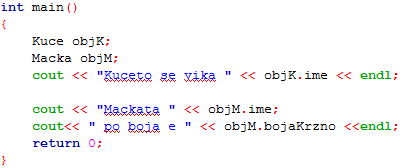 int main()
{
Kuce objK;
Macka objM;
cout << "Kuceto se vika " << objK.ime << endl;
cout << "Mackata " << objM.ime;
cout<< " po boja e " << objM.bojaKrzno <<endl;
return 0;
}